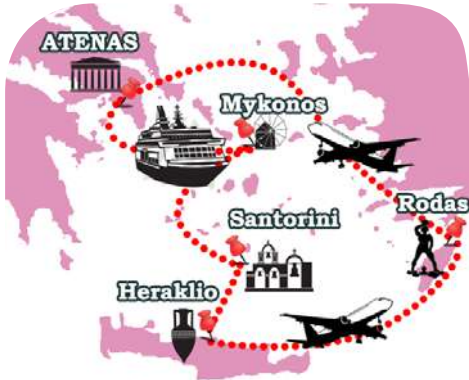 ATENAS
Mykonos
Rodas
Santorini
Heraklio